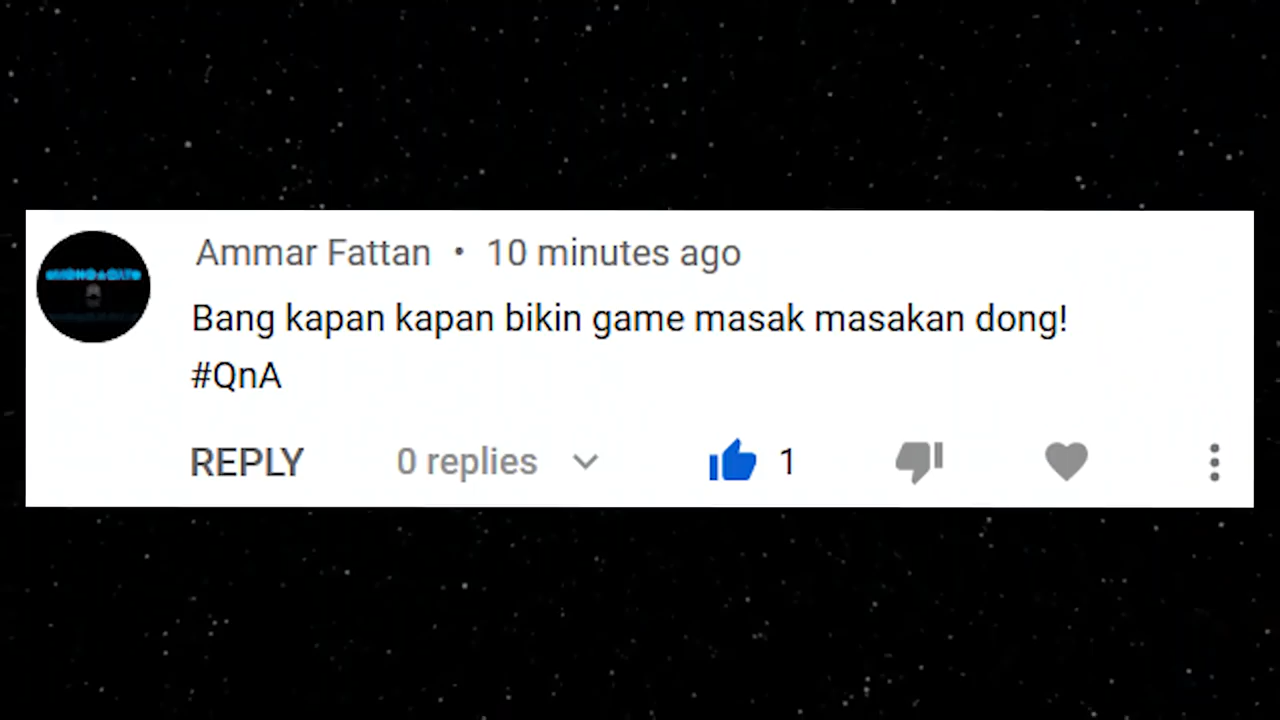 Ammar Fattan • 10 minutes ago
Bang kapan kapan bikin game masak masakan dong!
#QnA
REPLY 0 replies 1